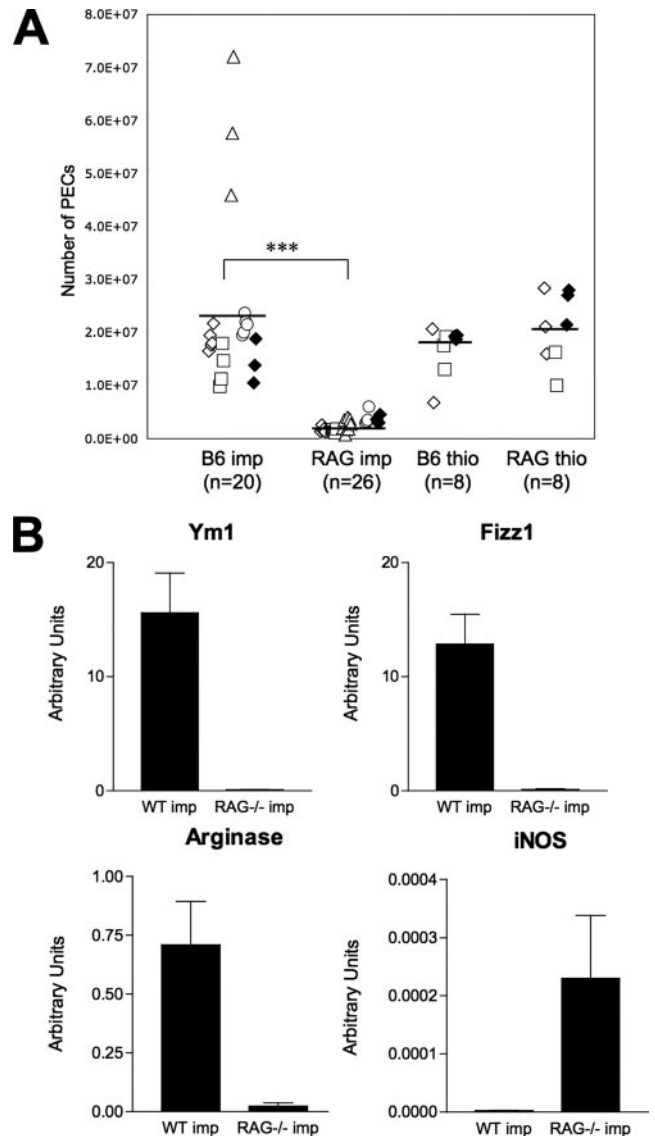 A
8.0E+07
7.0E+07
6.0E+07
5.0E+07
4.0E+07
3.0E+07
2.0E+07
1.0E+07
0.0E+00
Number of PECs
***
B6 imp RAG imp B6 thio RAG thio
(n=20) (n=26) (n=8) (n=8)
B
Ym1
20
10
0
Arbitrary Units
WT imp RAG-/- imp
Fizz1
20
10
0
Arbitrary Units
WT imp RAG-/- imp
Arginase
1.00
0.75
0.50
0.25
0.00
Arbitrary Units
WT imp RAG-/- imp
iNOS
0.0004
0.0003
0.0002
0.0001
0.0000
Arbitrary Units
WT imp RAG-/- imp